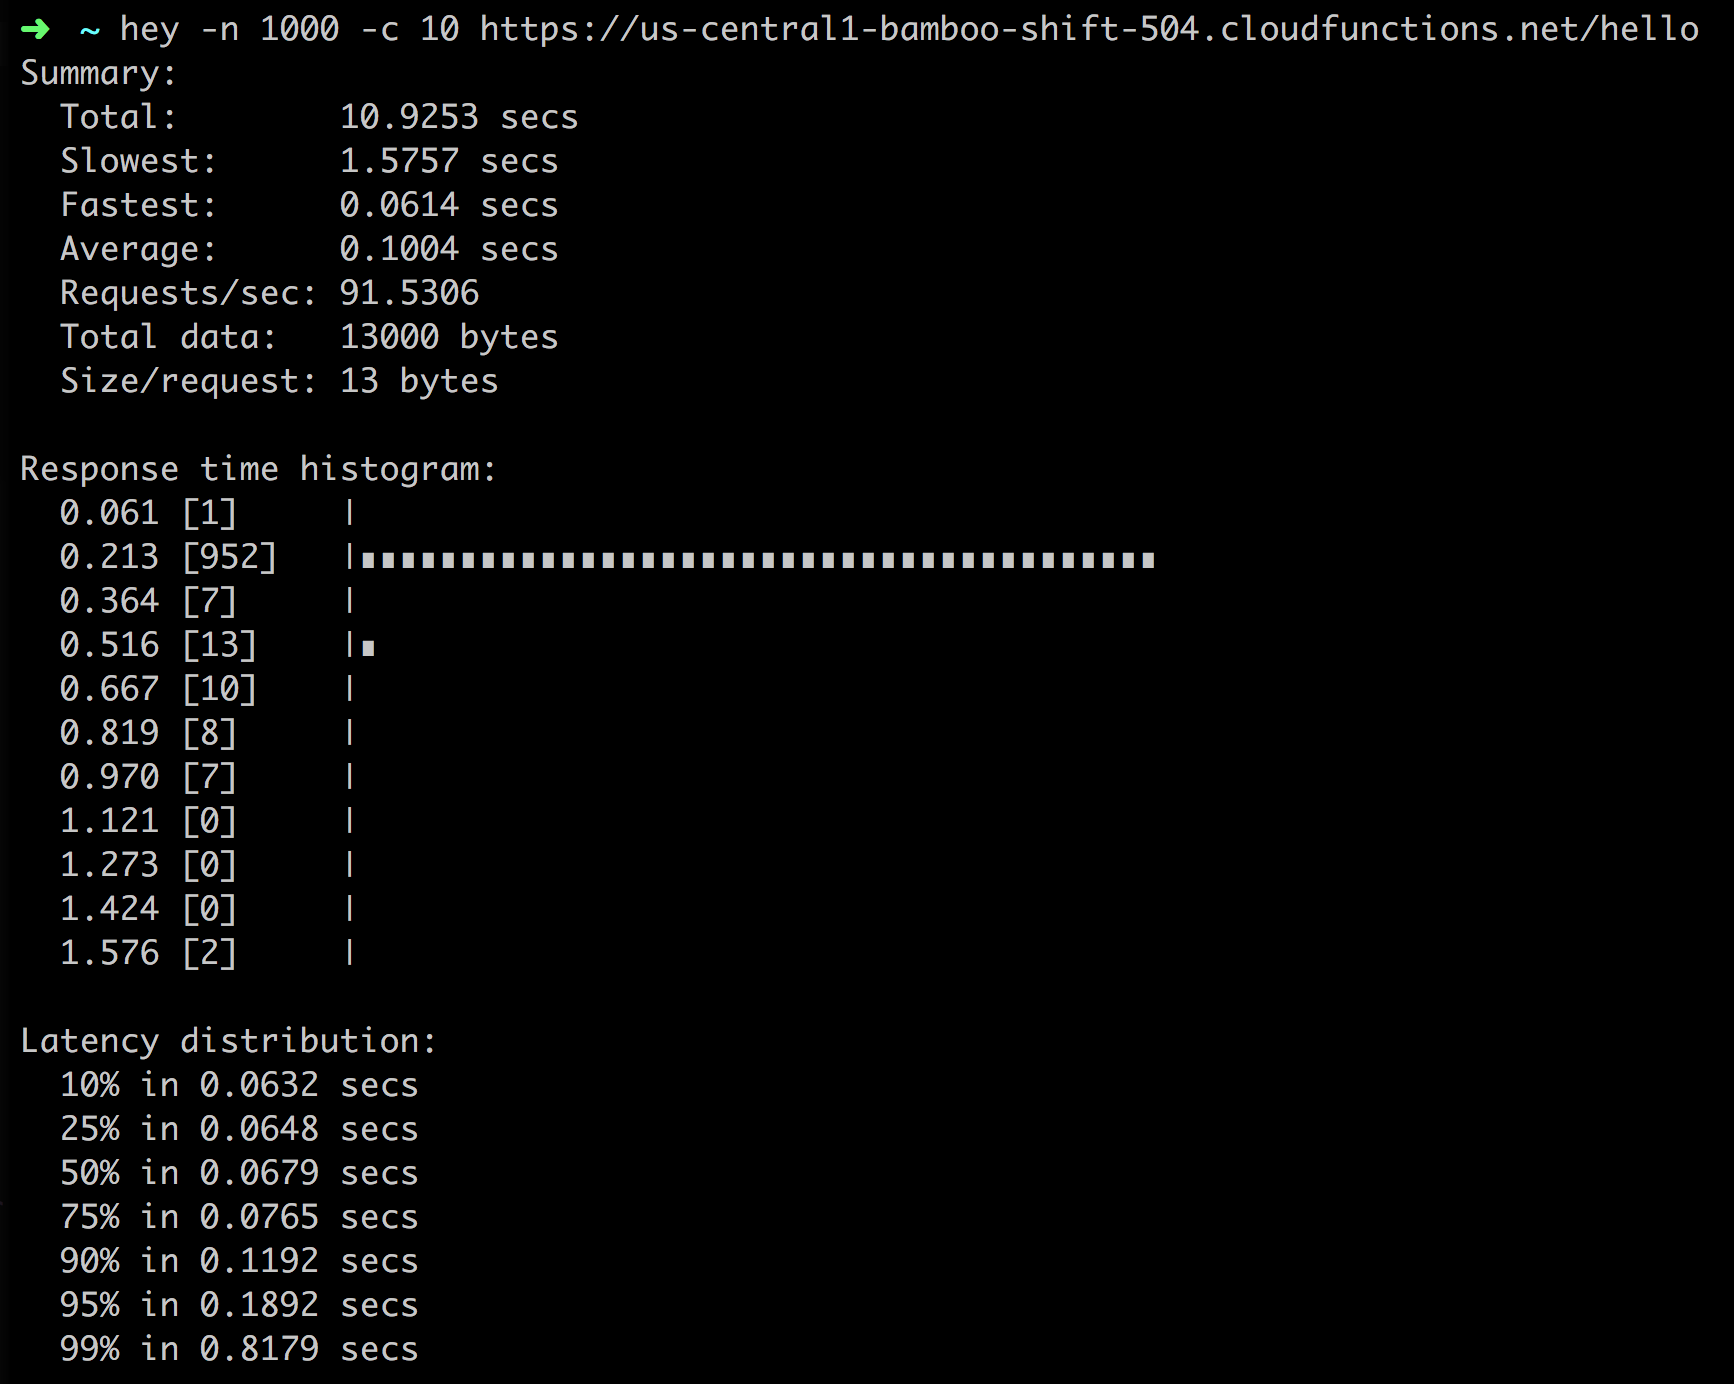 ➜ ~ hey -n 1000 -c 10 https://us-central1-bamboo-shift-504.cloudfunctions.net/hello
Summary:
  Total:        10.9253 secs
  Slowest:      1.5757 secs
  Fastest:      0.0614 secs
  Average:      0.1004 secs
  Requests/sec: 91.5306
  Total data:   13000 bytes
  Size/request: 13 bytes

Response time histogram:
  0.061 [1]     |
  0.213 [952]   |∎∎∎∎∎∎∎∎∎∎∎∎∎∎∎∎∎∎∎∎∎∎∎∎∎∎∎∎∎∎∎∎∎∎∎∎∎∎∎∎
  0.364 [7]     |
  0.516 [13]    |∎
  0.667 [10]    |
  0.819 [8]     |
  0.970 [7]     |
  1.121 [0]     |
  1.273 [0]     |
  1.424 [0]     |
  1.576 [2]     |

Latency distribution:
  10% in 0.0632 secs
  25% in 0.0648 secs
  50% in 0.0679 secs
  75% in 0.0765 secs
  90% in 0.1192 secs
  95% in 0.1892 secs
  99% in 0.8179 secs